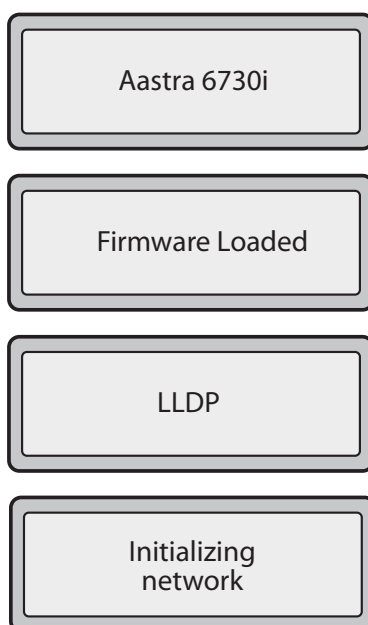 Aastra 6730i
Firmware Loaded
LLDP
Initializing
network